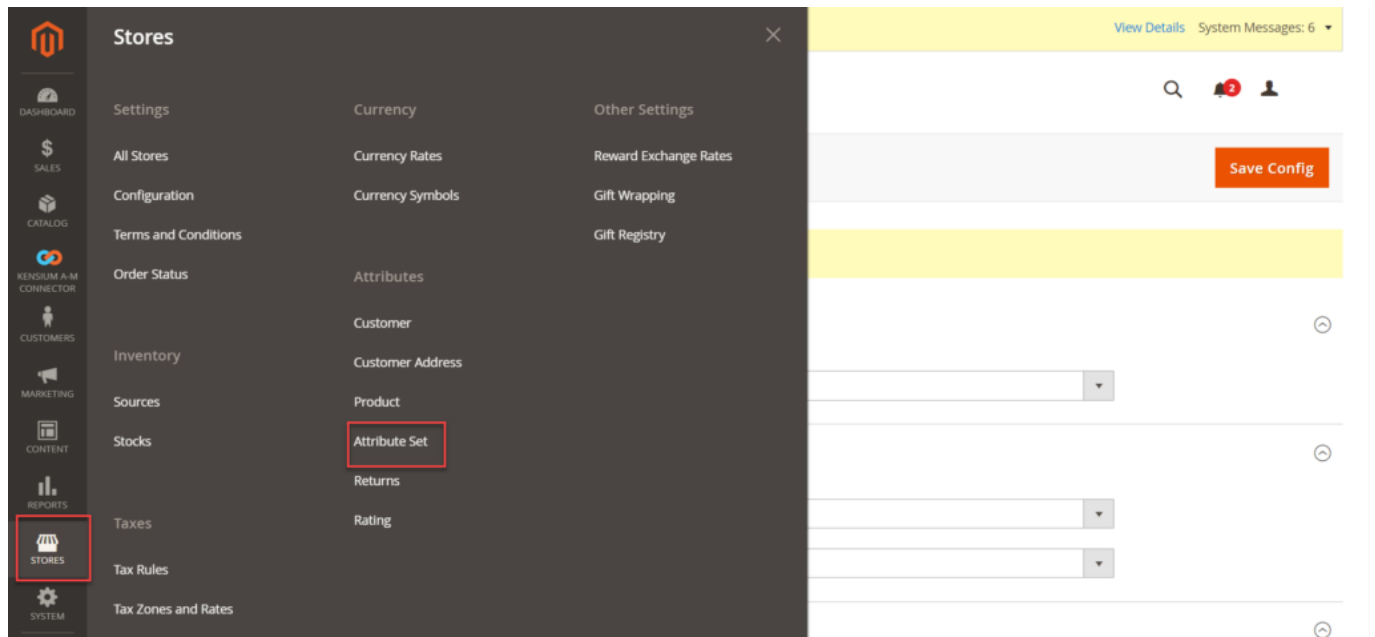 DASHBOARD
SALES
CATALOG
KENSIUM A-M
CONNECTOR
CUSTOMERS
MARKETING
CONTENT
REPORTS
STORES
SYSTEM
Stores
Settings
All Stores
Configuration
Terms and Conditions
Order Status
Inventory
Sources
Stocks
Taxes
Tax Rules
Tax Zones and Rates
Currency
Currency Rates
Currency Symbols
Attributes
Customer
Customer Address
Product
Attribute Set
Returns
Rating
Other Settings
Reward Exchange Rates
Gift Wrapping
Gift Registry
View Details System Messages: 6
2
Save Config